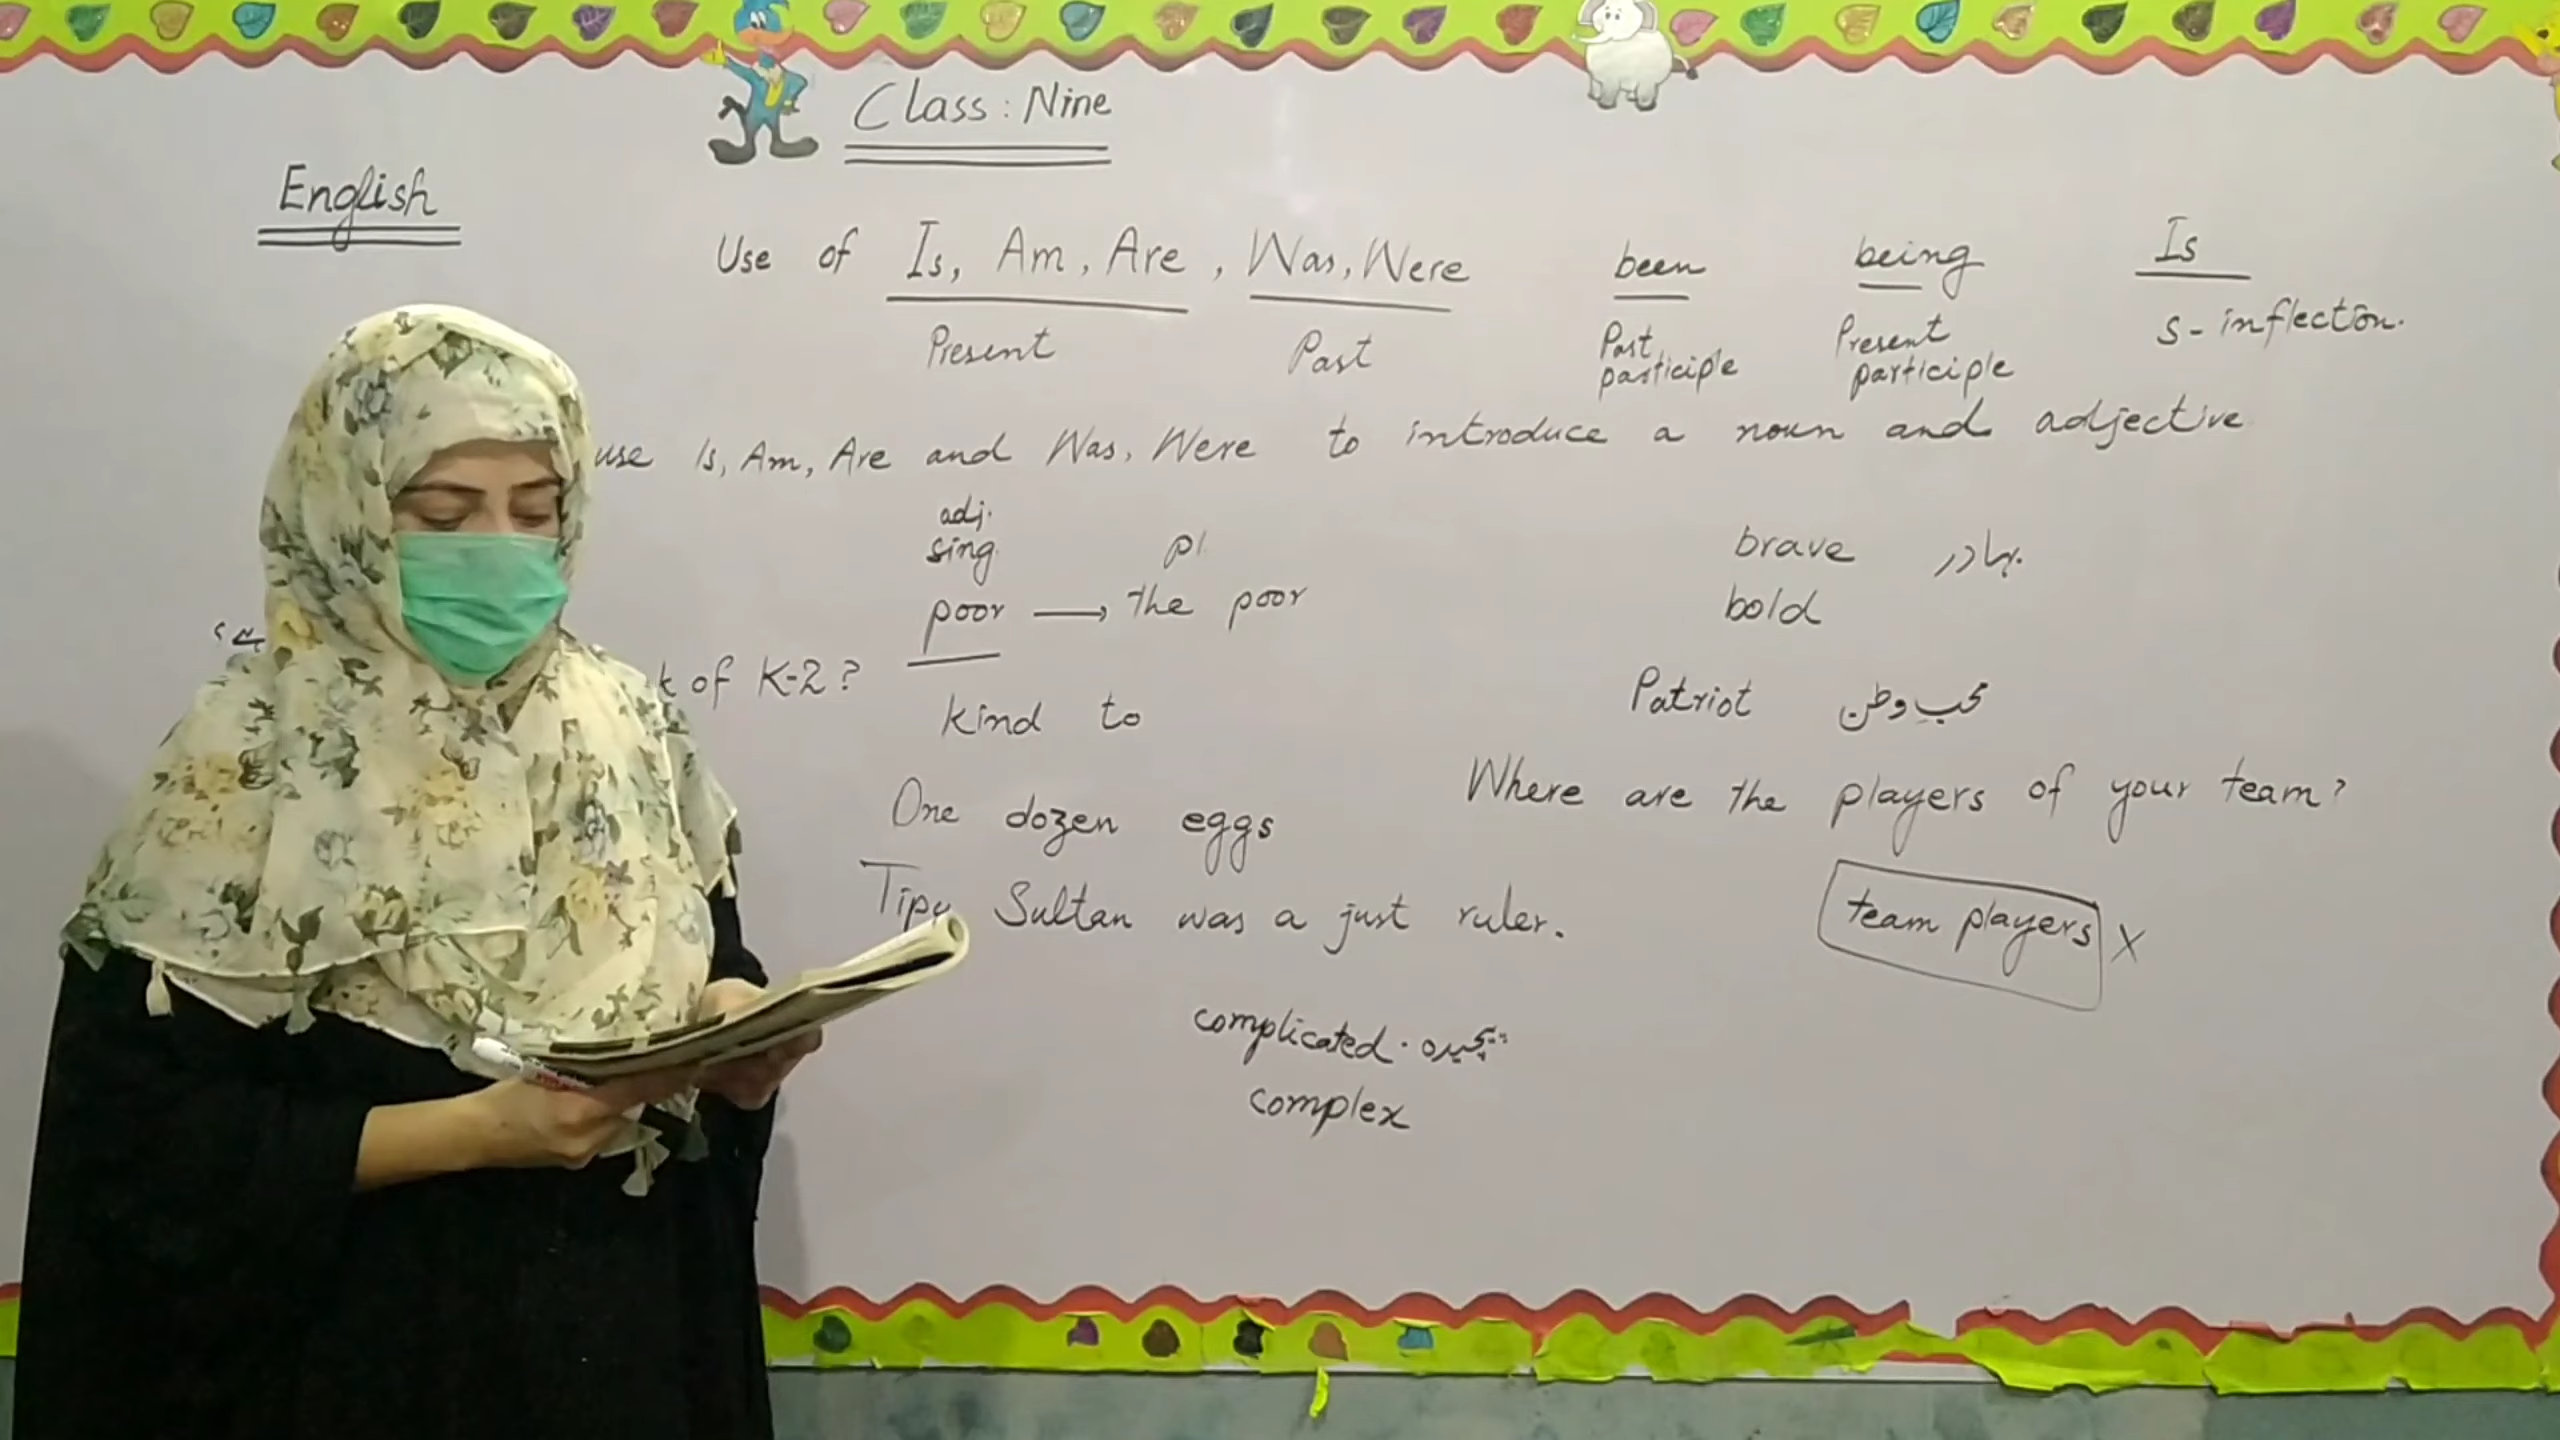 Class: Nine
English
Use of Is, Am, Are, Was, Were been being Is
Present Past Past participle Present participle s-inflection.
use Is, Am, Are and Was, Were to introduce a noun and adjective
adj.
sing pl. brave بہادر
poor → the poor bold
of K-2?
kind to Patriot محب وطن
One dozen eggs Where are the players of your team?
Tipu Sultan was a just ruler. team players X
complicated. پیچیدہ
complex